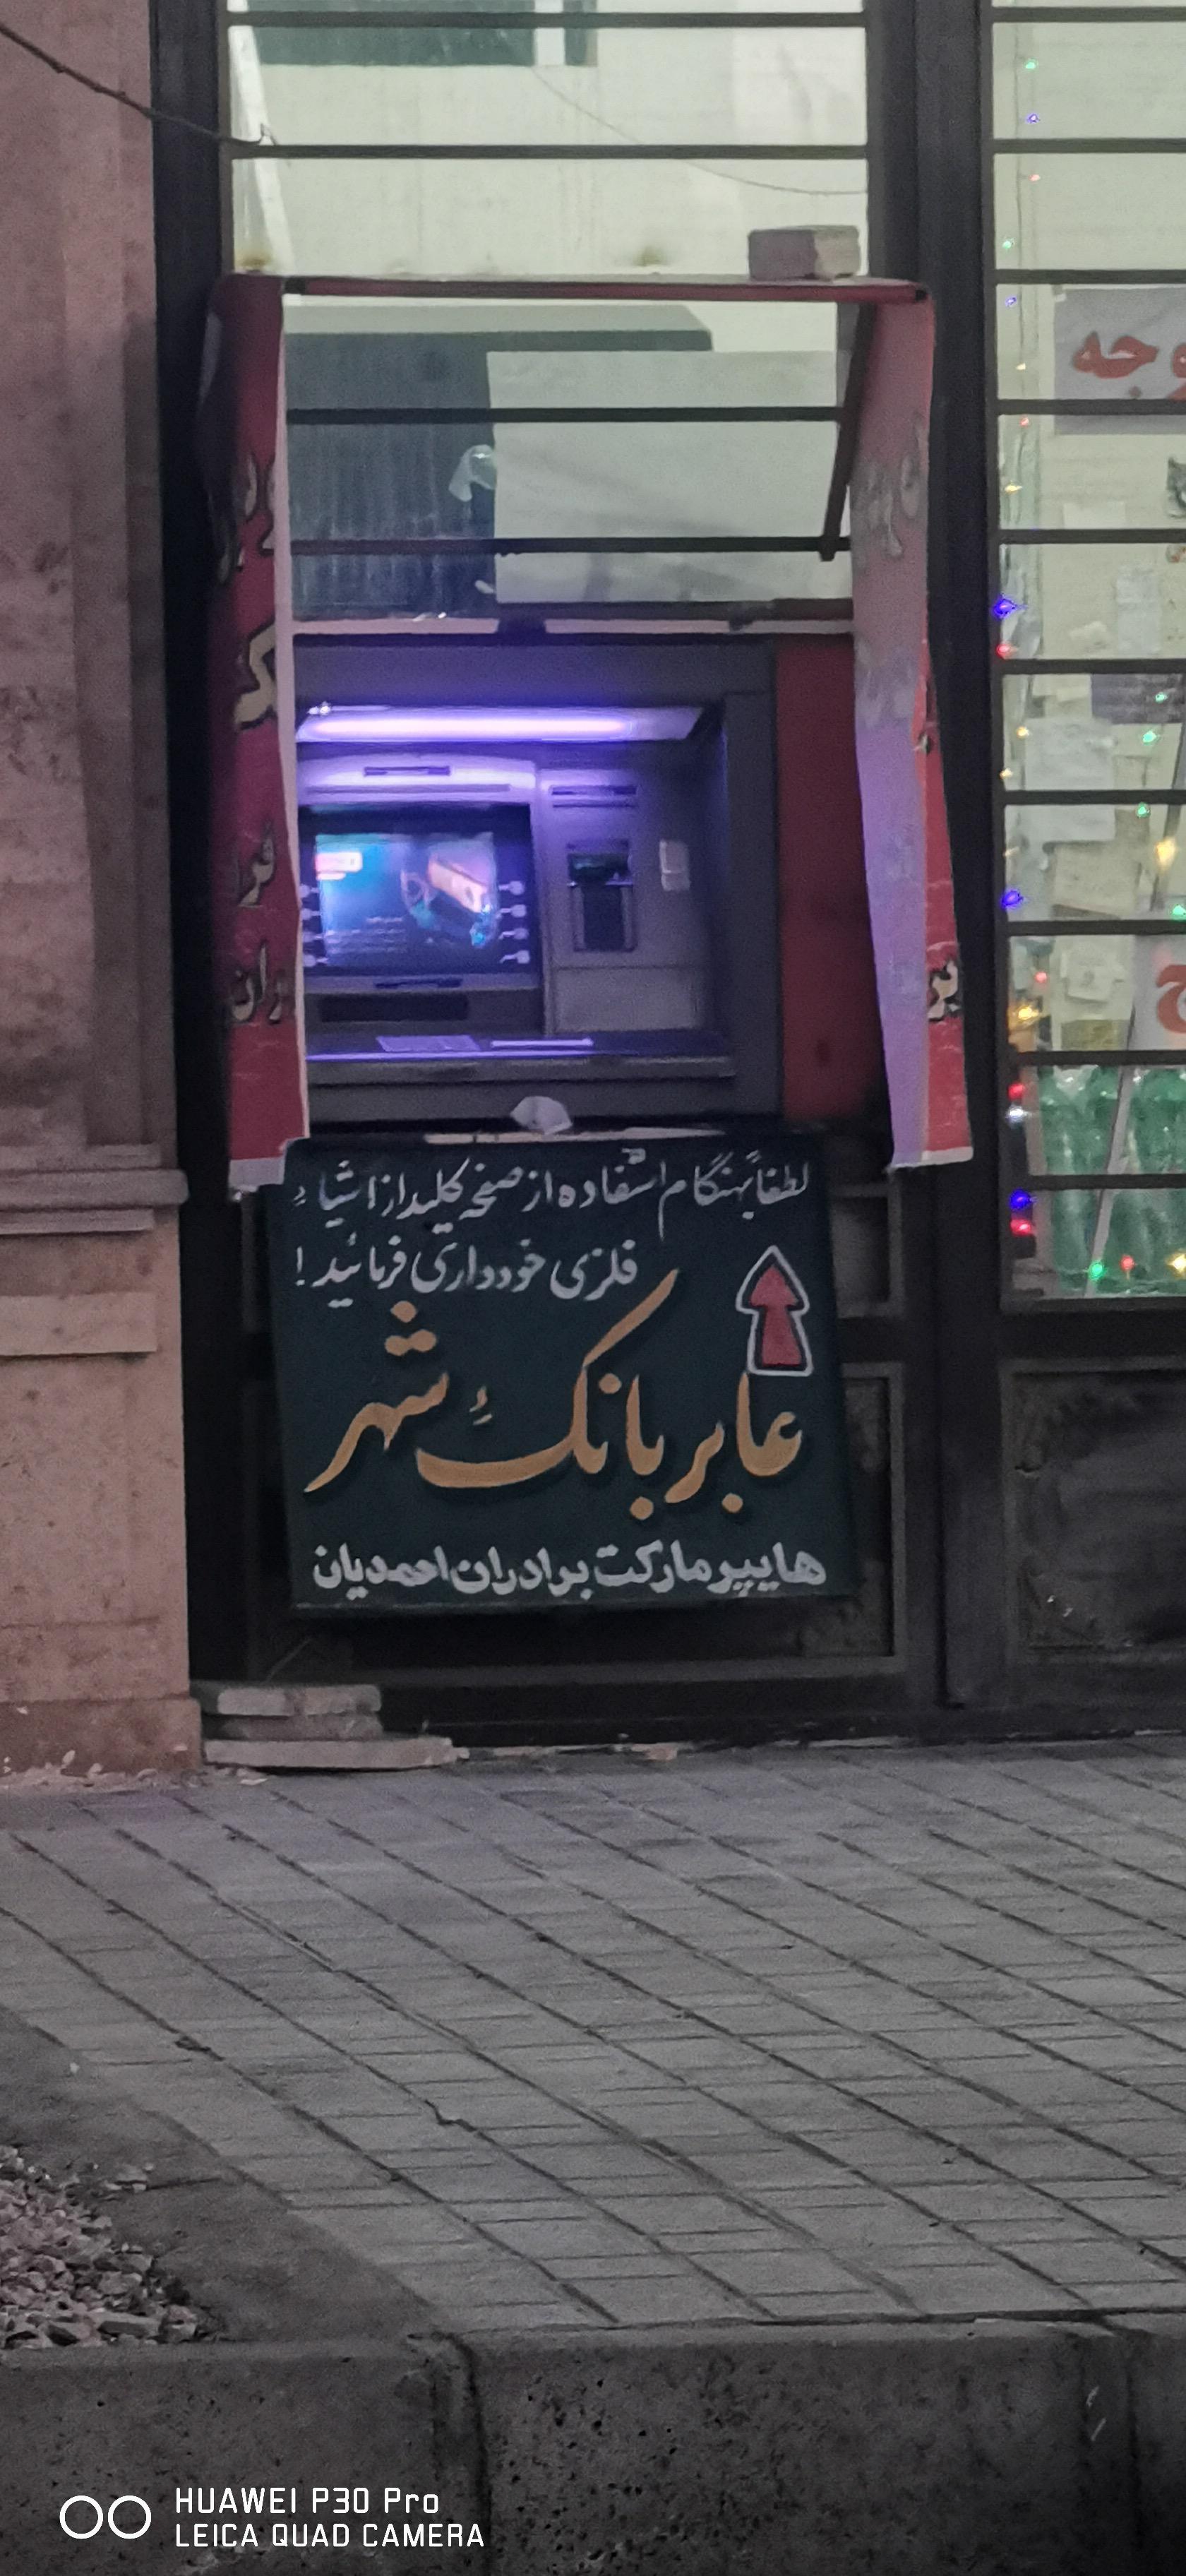 وجه
لطفاً هنگام استفاده از صفحه کلید از اشیاءِ
فلزی خودداری فرمائید!
عابر بانکِ شهر
هایپر مارکت برادران احمدیان
HUAWEI P30 Pro
LEICA QUAD CAMERA